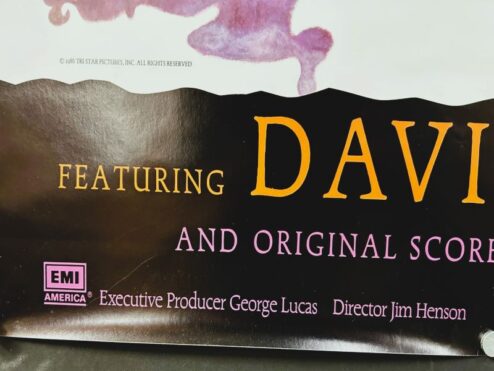 © 1986 TRI STAR PICTURES, INC. ALL RIGHTS RESERVED
FEATURING DAVI
AND ORIGINAL SCORE
EMI
AMERICA®
Executive Producer George Lucas Director Jim Henson